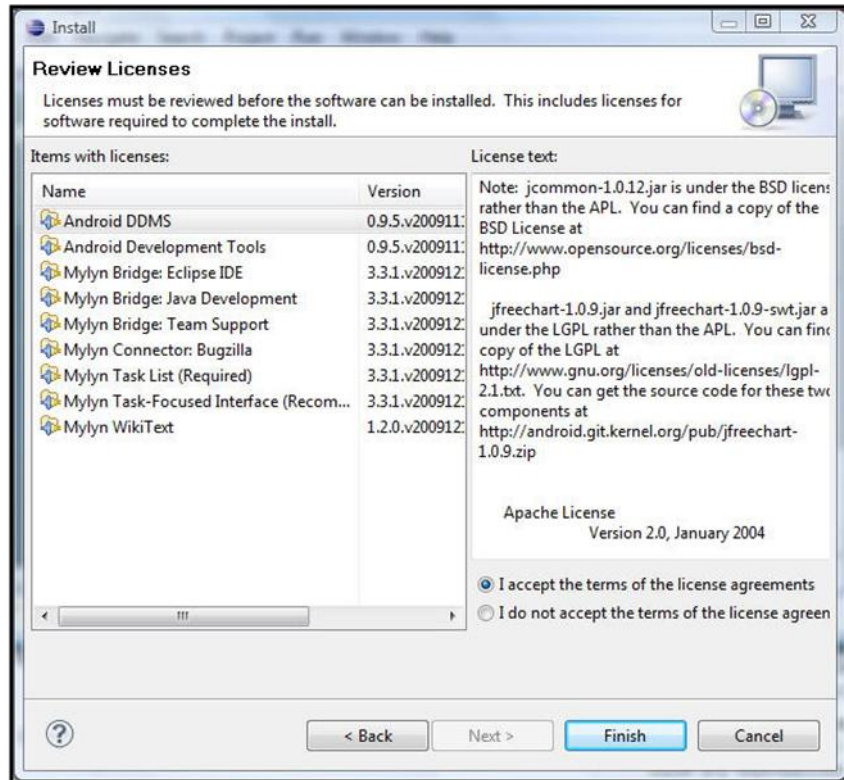 Install
Review Licenses
Licenses must be reviewed before the software can be installed. This includes licenses for
software required to complete the install.
Items with licenses:
Name Version
Android DDMS 0.9.5.v200911
Android Development Tools 0.9.5.v200911
Mylyn Bridge: Eclipse IDE 3.3.1.v200912
Mylyn Bridge: Java Development 3.3.1.v200912
Mylyn Bridge: Team Support 3.3.1.v200912
Mylyn Connector: Bugzilla 3.3.1.v200912
Mylyn Task List (Required) 3.3.1.v200912
Mylyn Task-Focused Interface (Recom... 3.3.1.v200912
Mylyn WikiText 1.2.0.v200912
License text:
Note: jcommon-1.0.12.jar is under the BSD licens
rather than the APL. You can find a copy of the
BSD License at
http://www.opensource.org/licenses/bsd-
license.php
jfreechart-1.0.9.jar and jfreechart-1.0.9-swt.jar a
under the LGPL rather than the APL. You can find
copy of the LGPL at
http://www.gnu.org/licenses/old-licenses/lgpl-
2.1.txt. You can get the source code for these two
components at
http://android.git.kernel.org/pub/jfreechart-
1.0.9.zip
Apache License
Version 2.0, January 2004
I accept the terms of the license agreements
I do not accept the terms of the license agreen
< Back Next > Finish Cancel